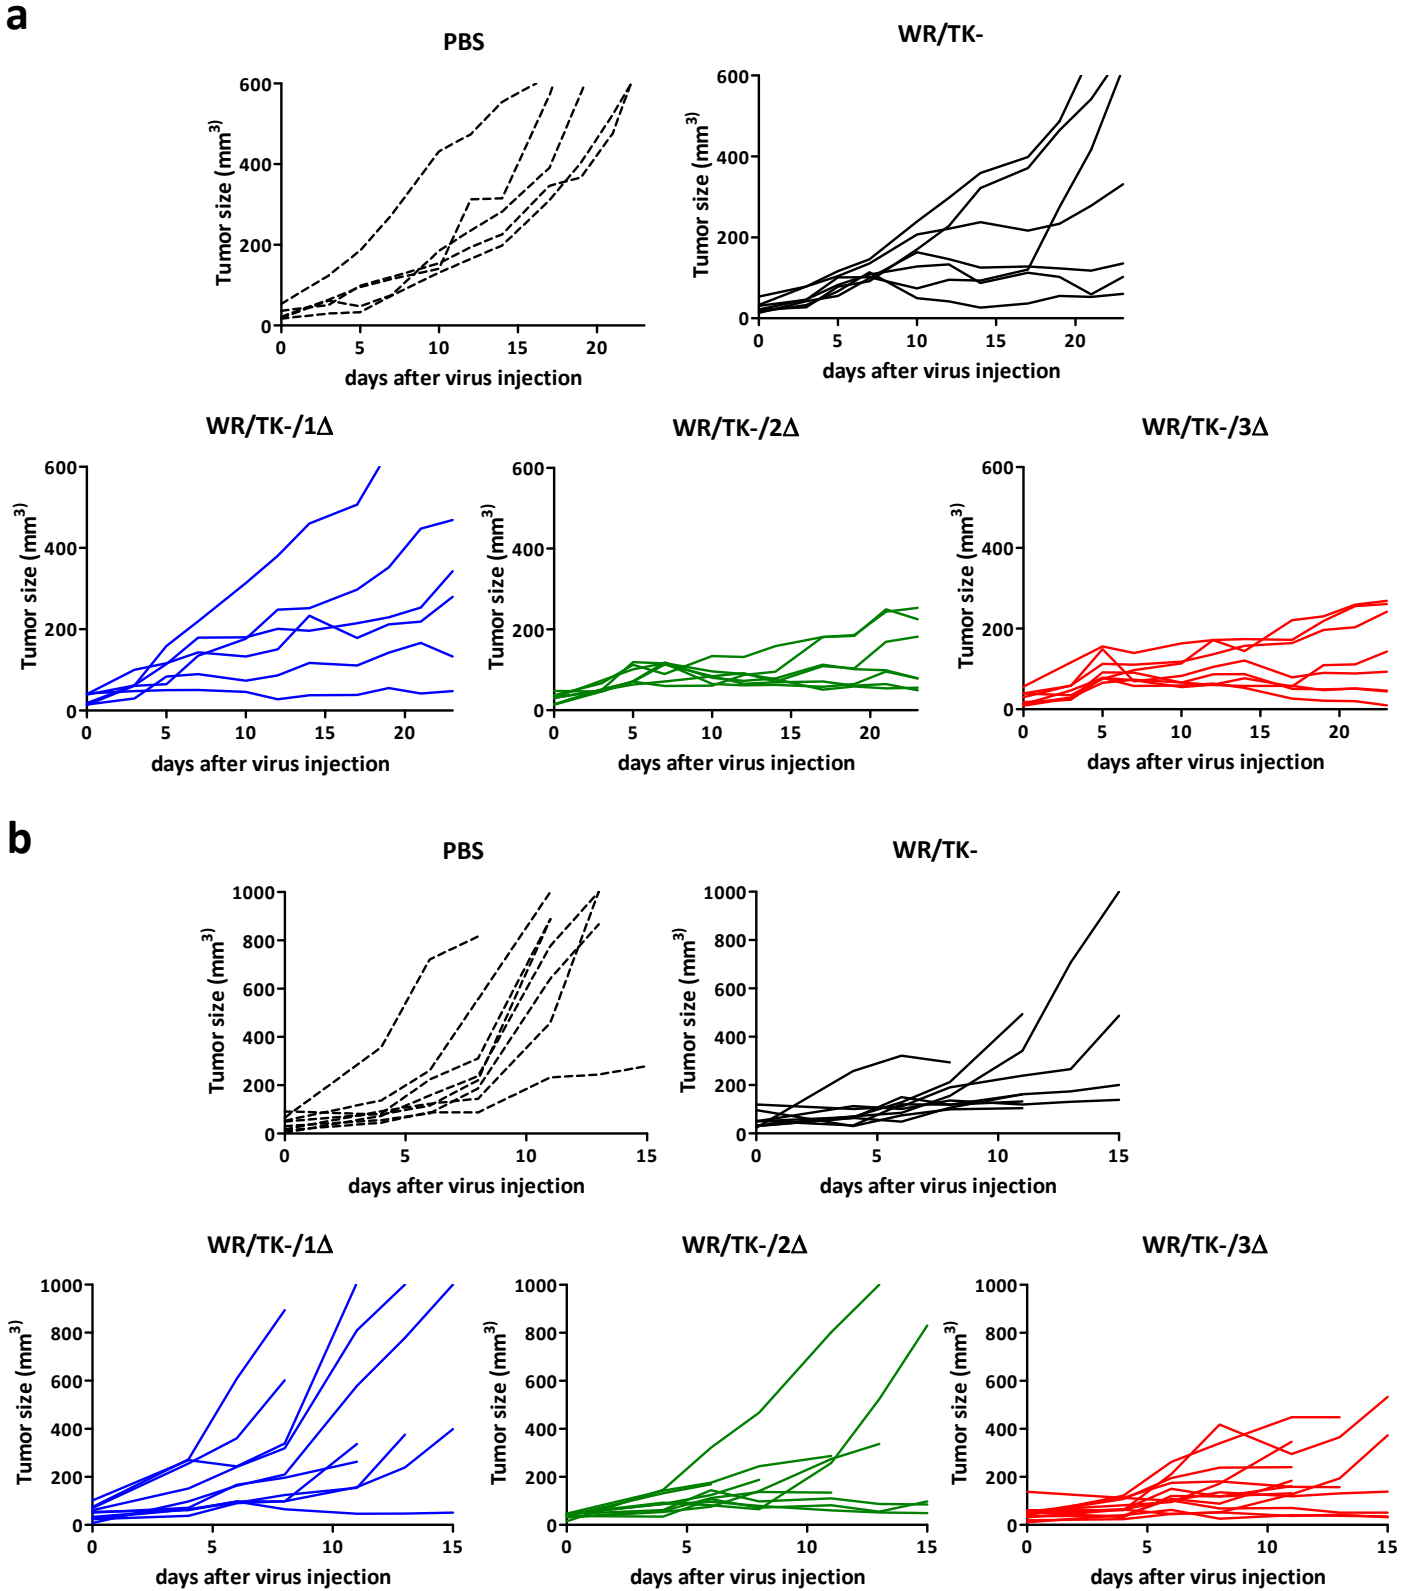 a
PBS
WR/TK-
Tumor size (mm3)
600
400
200
0
0 5 10 15 20
days after virus injection
Tumor size (mm3)
600
400
200
0
0 5 10 15 20
days after virus injection
WR/TK-/1Δ
WR/TK-/2Δ
WR/TK-/3Δ
Tumor size (mm3)
600
400
200
0
0 5 10 15 20
days after virus injection
Tumor size (mm3)
600
400
200
0
0 5 10 15 20
days after virus injection
Tumor size (mm3)
600
400
200
0
0 5 10 15 20
days after virus injection
b
PBS
WR/TK-
Tumor size (mm3)
1000
800
600
400
200
0
0 5 10 15
days after virus injection
Tumor size (mm3)
1000
800
600
400
200
0
0 5 10 15
days after virus injection
WR/TK-/1Δ
WR/TK-/2Δ
WR/TK-/3Δ
Tumor size (mm3)
1000
800
600
400
200
0
0 5 10 15
days after virus injection
Tumor size (mm3)
1000
800
600
400
200
0
0 5 10 15
days after virus injection
Tumor size (mm3)
1000
800
600
400
200
0
0 5 10 15
days after virus injection